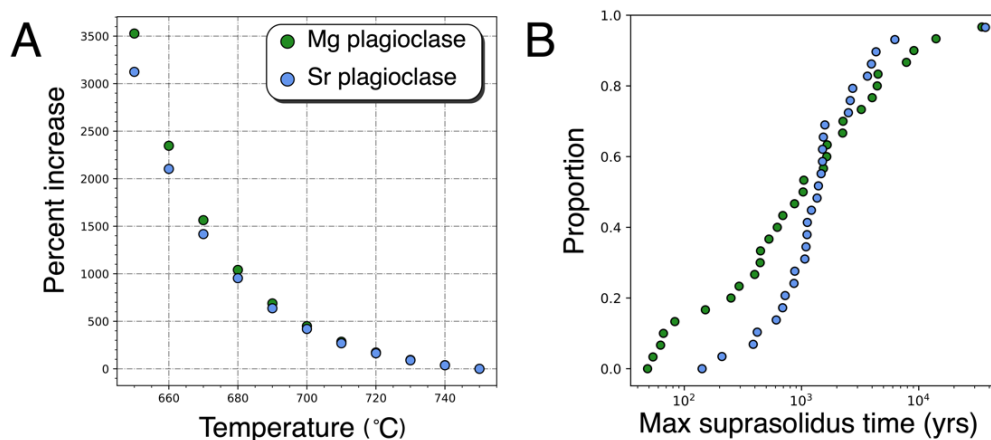 A
Percent increase
3500
3000
2500
2000
1500
1000
500
0
660
680
700
720
740
Temperature (°C)
Mg plagioclase
Sr plagioclase
B
Proportion
1.0
0.8
0.6
0.4
0.2
0.0
10²
10³
10⁴
Max suprasolidus time (yrs)